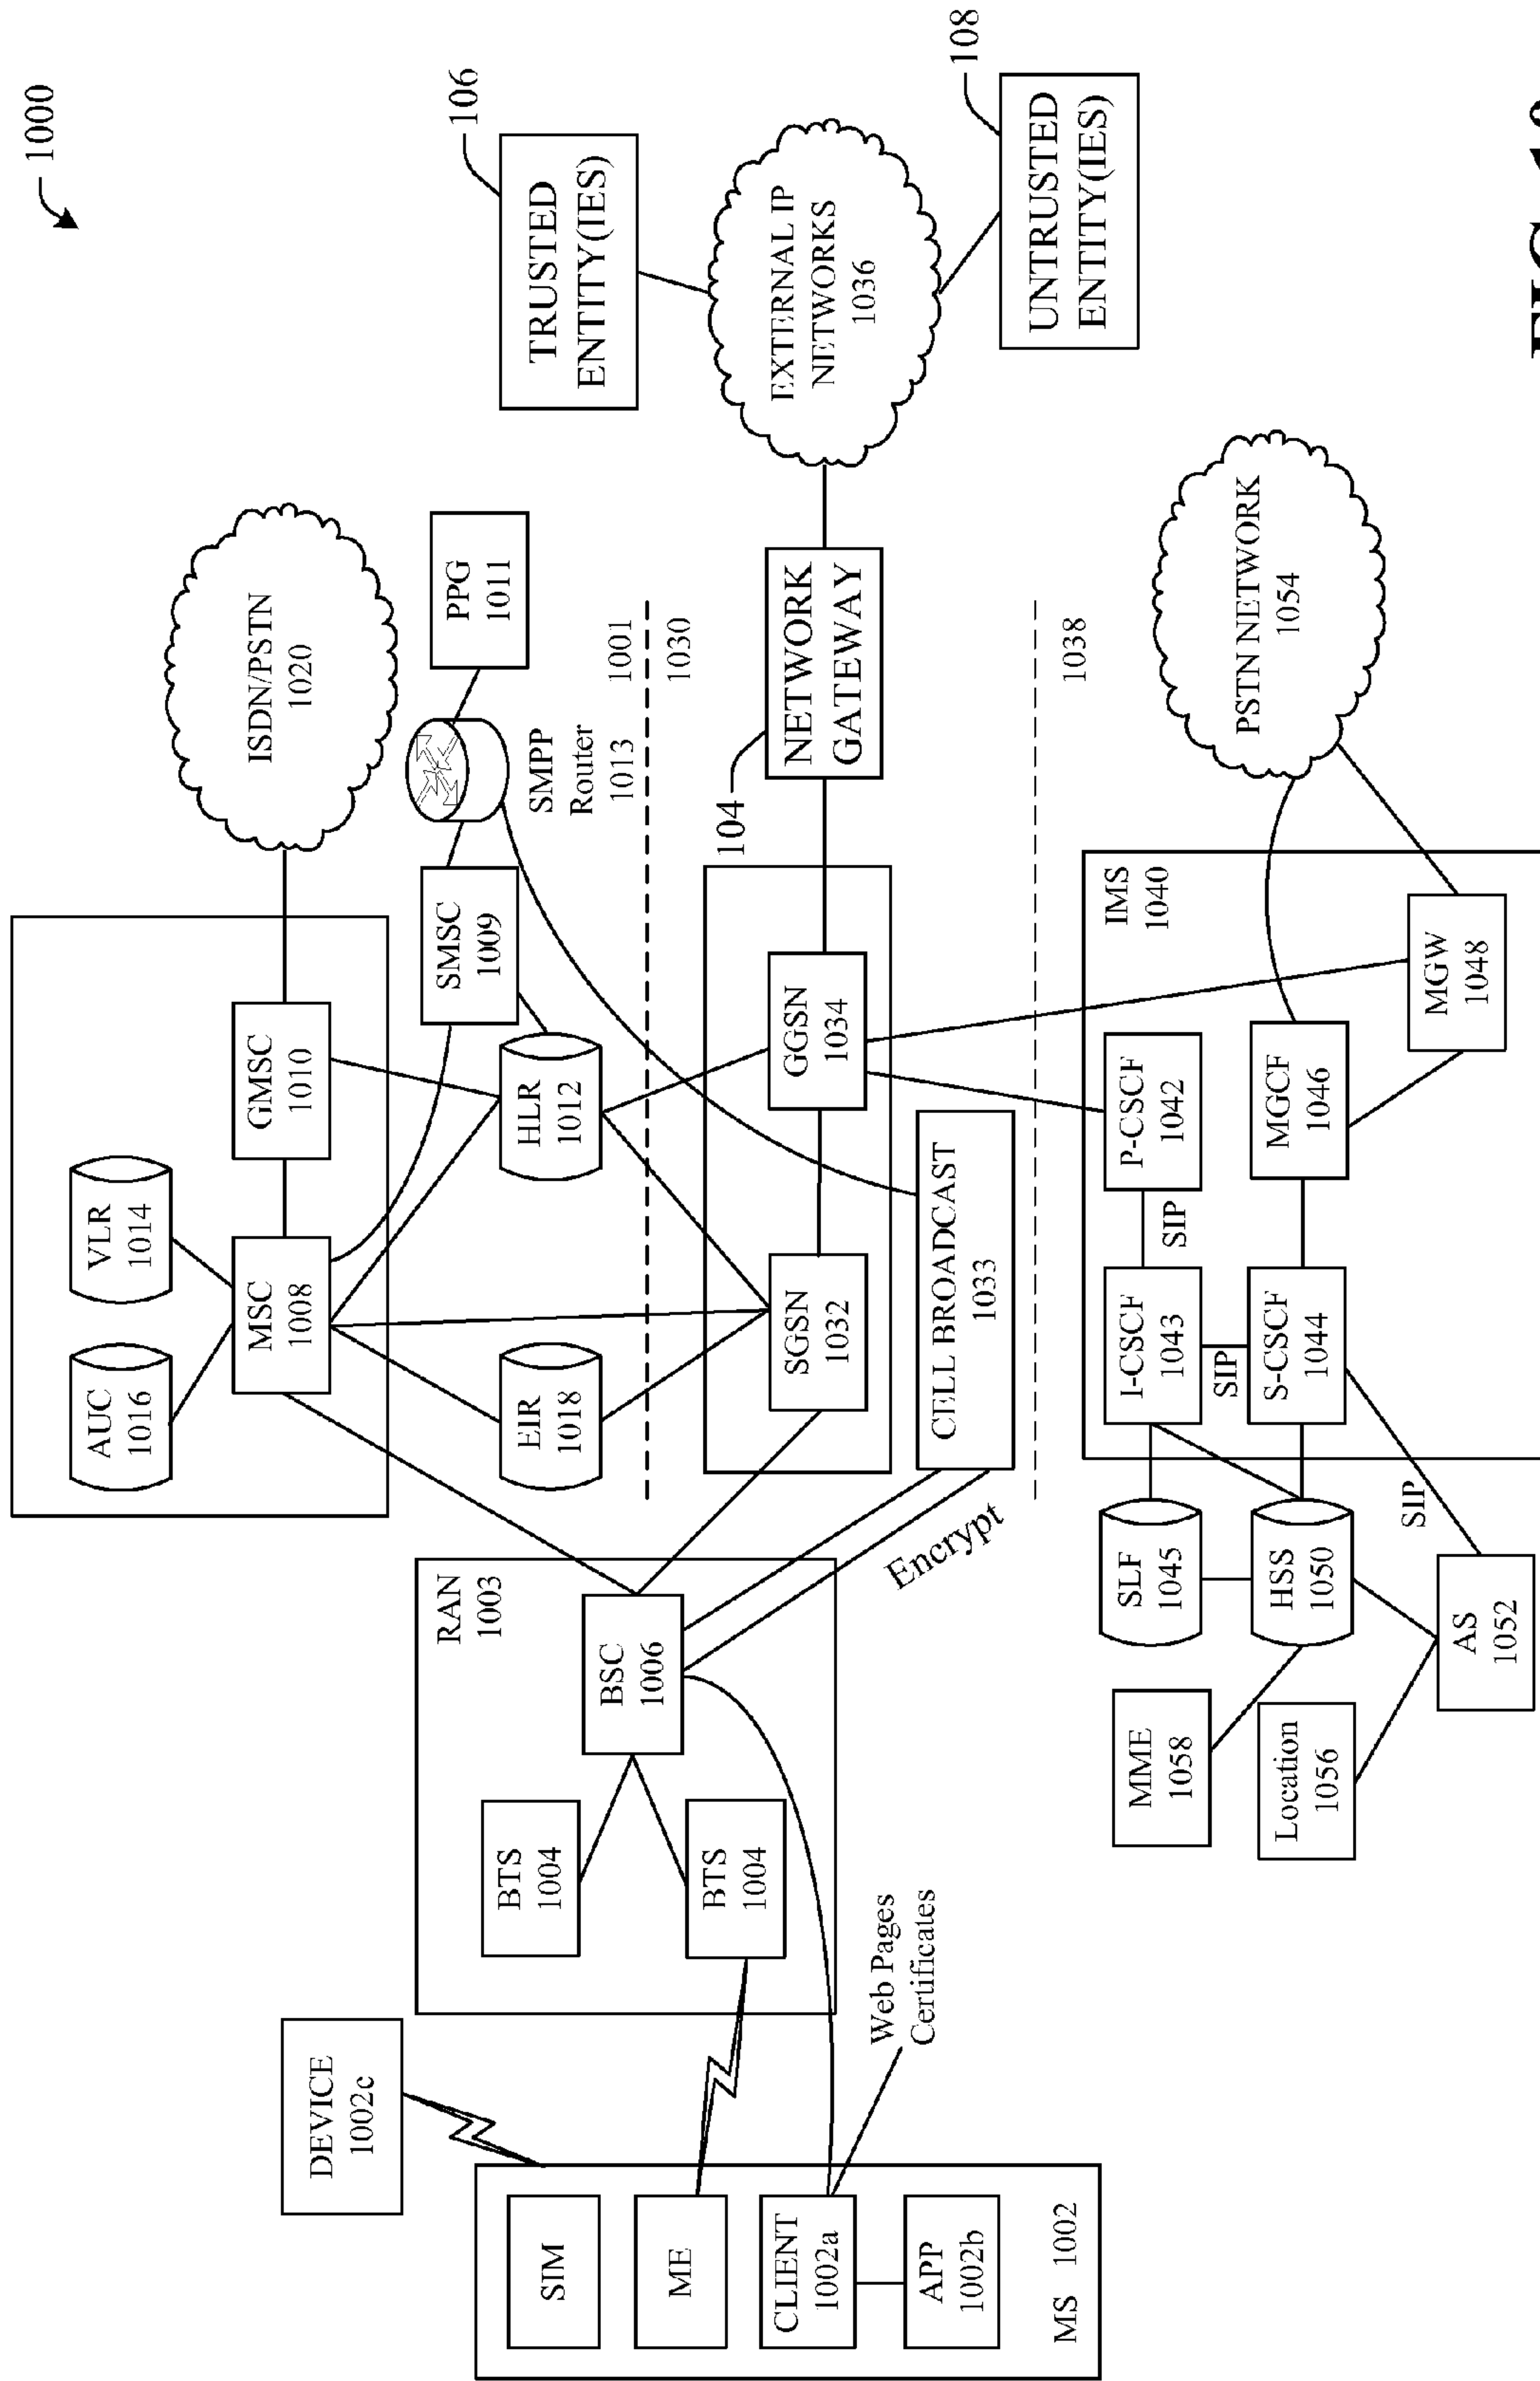 1000
AUC
1016
VLR
1014
MSC
1008
GMSC
1010
ISDN/PSTN
1020
DEVICE
1002c
RAN
1003
EIR
1018
HLR
1012
SMSC
1009
SMPP
Router
1013
PPG
1011
1001
1030
TRUSTED
ENTITY(IES)
106
SIM
ME
CLIENT
1002a
APP
1002b
MS 1002
BTS
1004
BTS
1004
BSC
1006
Web Pages
Certificates
Encrypt
SGSN
1032
GGSN
1034
CELL BROADCAST
1033
104
NETWORK
GATEWAY
EXTERNAL IP
NETWORKS
1036
UNTRUSTED
ENTITY(IES)
108
1038
MME
1058
Location
1056
SLF
1045
HSS
1050
AS
1052
SIP
I-CSCF
1043
SIP
SIP
S-CSCF
1044
P-CSCF
1042
MGCF
1046
IMS
1040
MGW
1048
PSTN NETWORK
1054